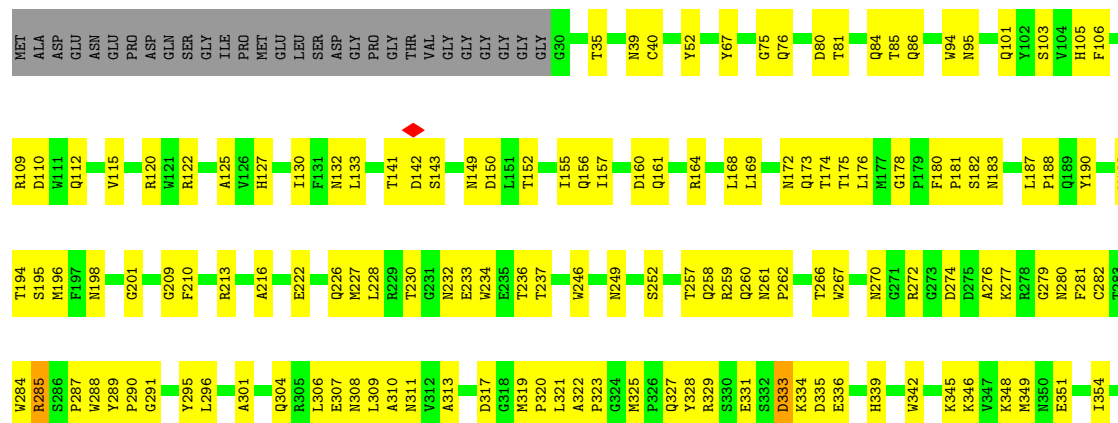 MET ALA ASP GLU ASN GLU PRO ASP GLN SER GLY ILE PRO MET GLU LEU SER ASP GLY PRO GLY THR VAL GLY GLY GLY GLY GLY GLY G30 T35 N39 C40 Y52 Y67 G75 Q76 D80 T81 Q84 T85 Q86 W94 N95 Q101 Y102 S103 V104 H105 F106
R109 D110 W111 Q112 V115 R120 W121 R122 A125 V126 H127 I130 F131 N132 L133 T141 D142 S143 N149 D150 L151 T152 I155 Q156 I157 D160 Q161 R164 L168 L169 N172 Q173 T174 T175 L176 M177 G178 P179 F180 P181 S182 N183 L187 P188 Q189 Y190
T194 S195 M196 F197 N198 G201 G209 F210 R213 A216 E222 Q226 M227 L228 R229 T230 G231 N232 E233 W234 E235 T236 T237 W246 N249 S252 T257 Q258 R259 Q260 N261 P262 T266 W267 N270 G271 R272 G273 D274 D275 A276 K277 R278 G279 N280 F281 C282 T283
W284 R285 S286 P287 W288 Y289 P290 G291 Y295 L296 A301 Q304 R305 L306 E307 N308 L309 A310 N311 V312 A313 D317 G318 M319 P320 L321 A322 P323 G324 M325 P326 Q327 Y328 R329 S330 E331 S332 D333 K334 D335 E336 H339 W342 K345 K346 V347 K348 M349 N350 E351 I354